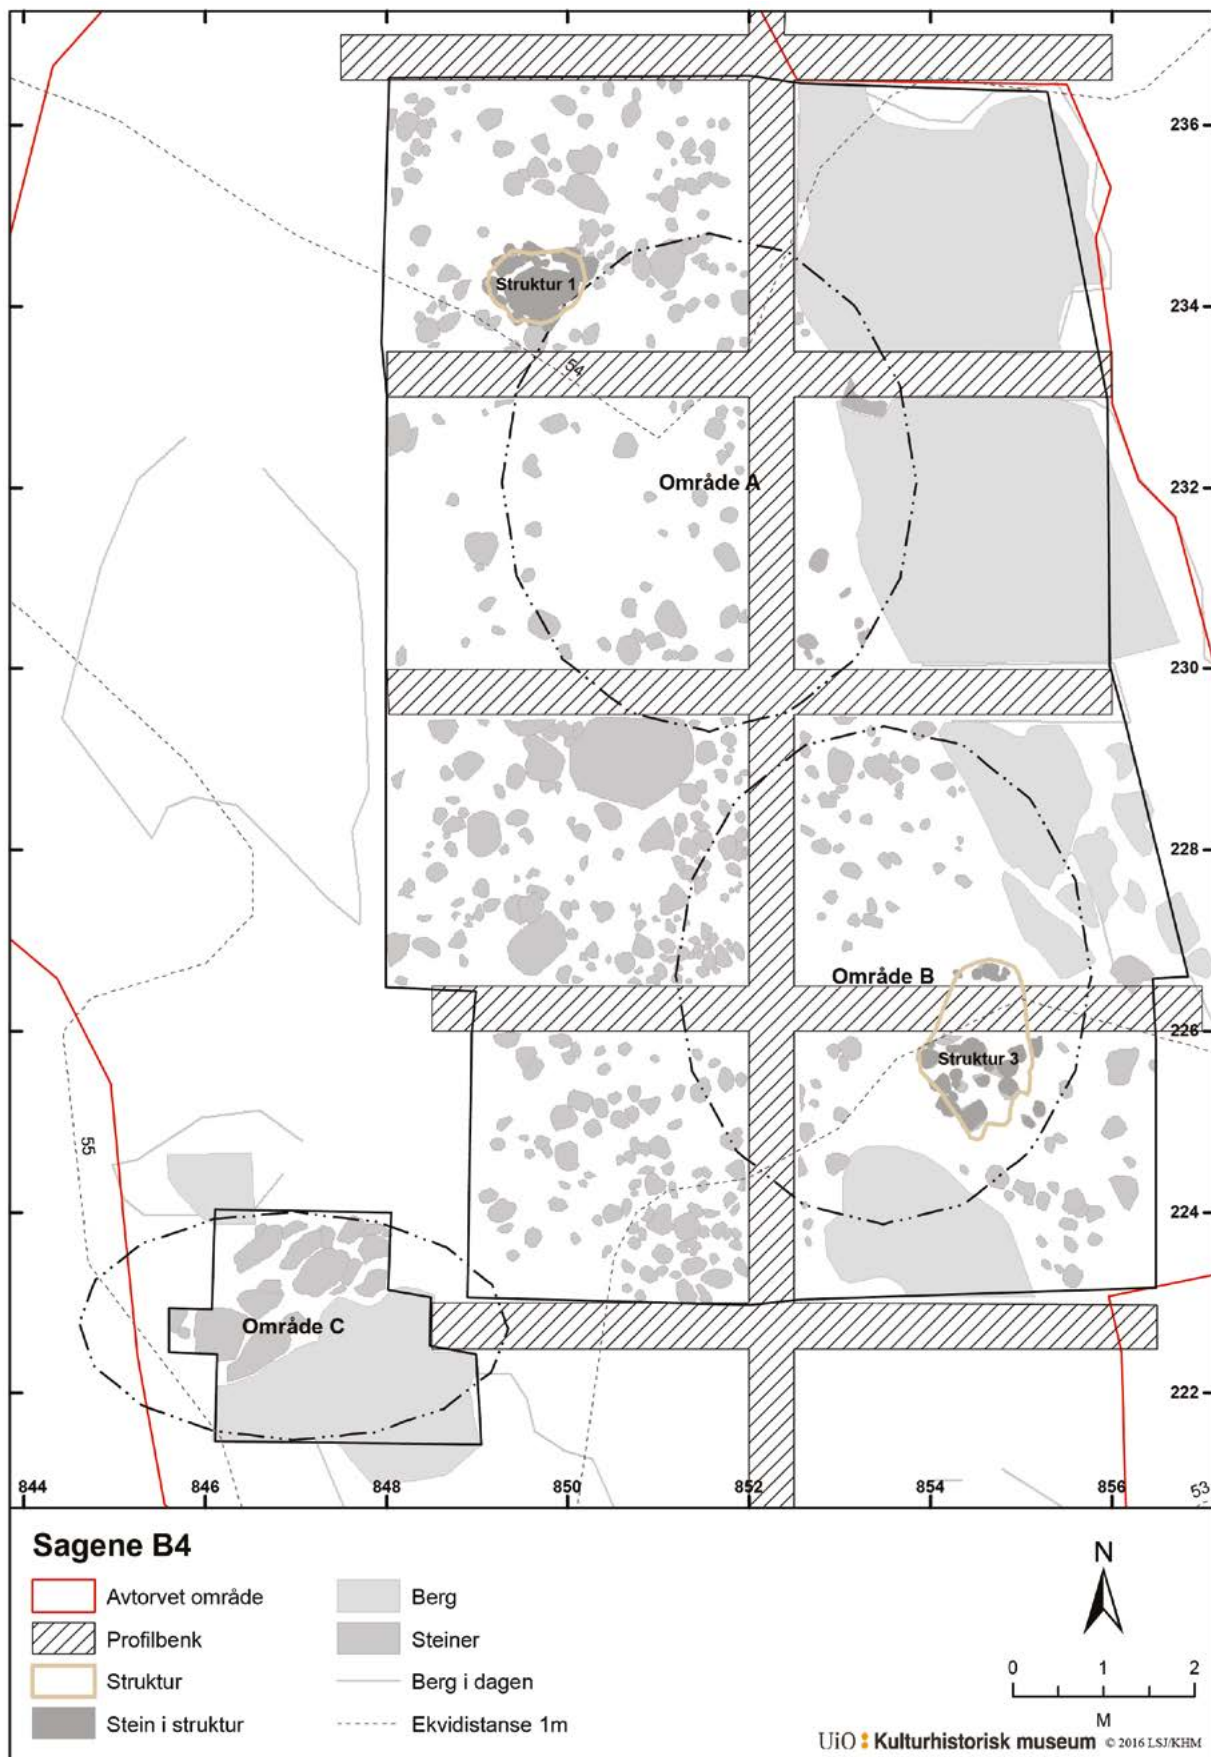 236
Struktur 1
234
54
Område A
232
230
228
Område B
226
Struktur 3
55
224
Område C
222
844
846
848
850
852
854
856
53
Sagene B4
Avtorvet område
Profilbenk
Struktur
Stein i struktur
Berg
Steiner
Berg i dagen
Ekvidistanse 1m
N
0 1 2
M
UiO Kulturhistorisk museum © 2016 LSJ/KHM